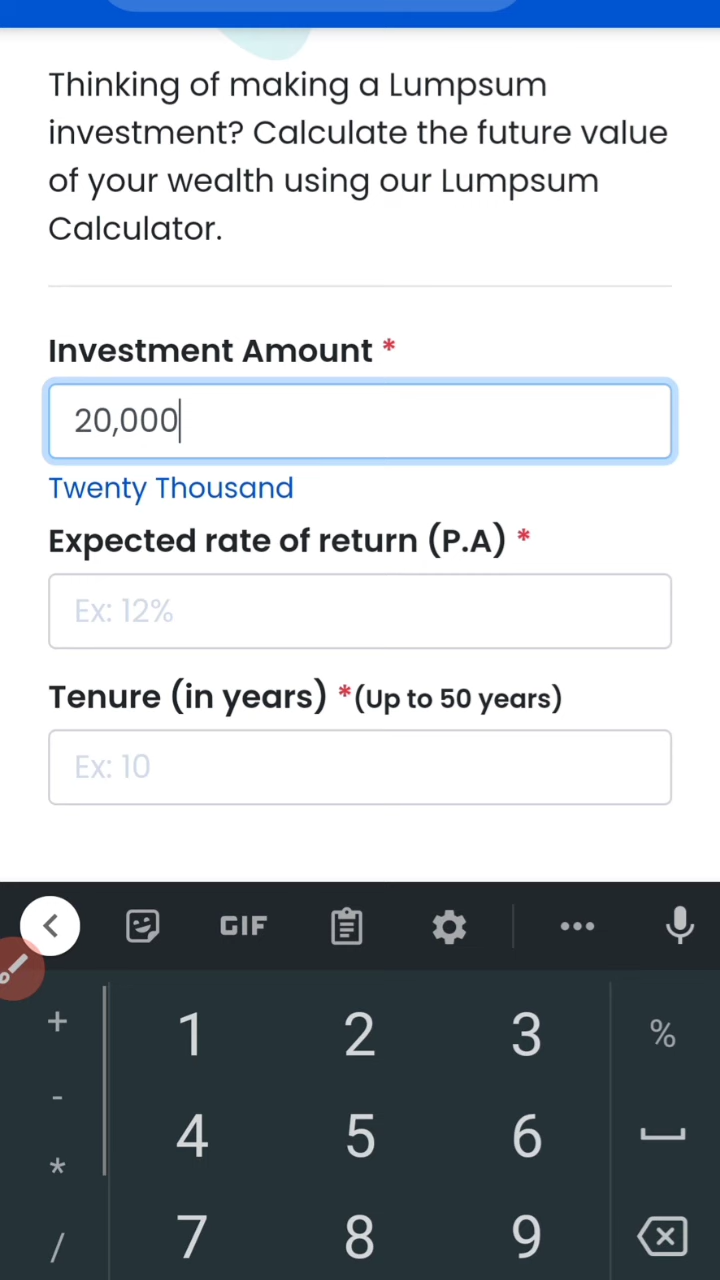 Thinking of making a Lumpsum
investment? Calculate the future value
of your wealth using our Lumpsum
Calculator.
Investment Amount *
20,000
Twenty Thousand
Expected rate of return (P.A) *
Ex: 12%
Tenure (in years) *(Up to 50 years)
Ex: 10
GIF
+ 1 2 3 %
- 4 5 6
*
/ 7 8 9